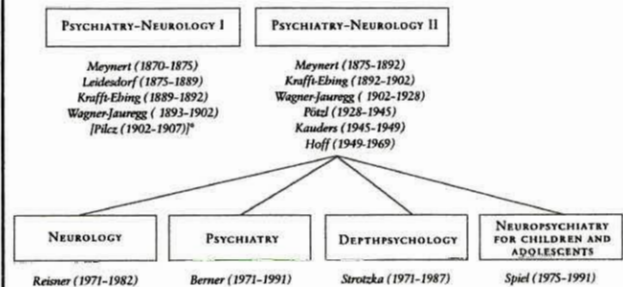 PSYCHIATRY–NEUROLOGY I
Meynert (1870-1875)
Leidesdorf (1875-1889)
Krafft-Ebing (1889-1892)
Wagner-Jauregg ( 1893-1902)
[Pilcz (1902-1907)]*
PSYCHIATRY–NEUROLOGY II
Meynert (1875-1892)
Krafft-Ebing (1892-1902)
Wagner-Jauregg ( 1902-1928)
Pötzl (1928-1945)
Kauders (1945-1949)
Hoff (1949-1969)
NEUROLOGY
Reisner (1971-1982)
PSYCHIATRY
Berner (1971-1991)
DEPTHPSYCHOLOGY
Strotzka (1971-1987)
NEUROPSYCHIATRY
FOR CHILDREN AND
ADOLESCENTS
Spiel (1975-1991)